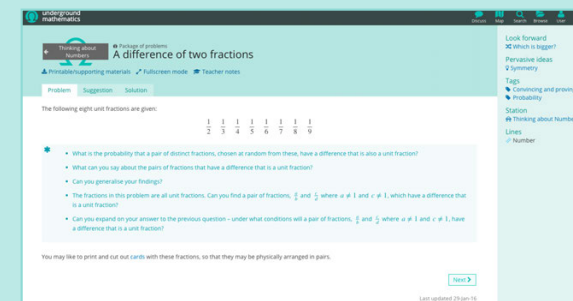 underground
mathematics
Discuss Map Search Browse User
Thinking about
Numbers
Package of problems
A difference of two fractions
Printable/supporting materials Fullscreen mode Teacher notes
Problem Suggestion Solution
The following eight unit fractions are given:
1/2 1/3 1/4 1/5 1/6 1/7 1/8 1/9
What is the probability that a pair of distinct fractions, chosen at random from these, have a difference that is also a unit fraction?
What can you say about the pairs of fractions that have a difference that is a unit fraction?
Can you generalise your findings?
The fractions in this problem are all unit fractions. Can you find a pair of fractions, a/b and c/d where a ≠ 1 and c ≠ 1, which have a difference that
is a unit fraction?
Can you expand on your answer to the previous question – under what conditions will a pair of fractions, a/b and c/d where a ≠ 1 and c ≠ 1, have
a difference that is a unit fraction?
You may like to print and cut out cards with these fractions, so that they may be physically arranged in pairs.
Next
Last updated 29-Jan-16
Look forward
Which is bigger?
Pervasive ideas
Symmetry
Tags
Convincing and provin
Probability
Station
Thinking about Numbe
Lines
Number